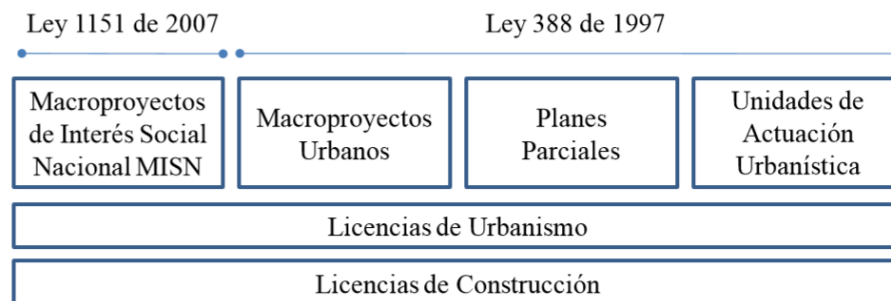 Ley 1151 de 2007
Ley 388 de 1997
Macroproyectos
de Interés Social
Nacional MISN
Macroproyectos
Urbanos
Planes
Parciales
Unidades de
Actuación
Urbanística
Licencias de Urbanismo
Licencias de Construcción